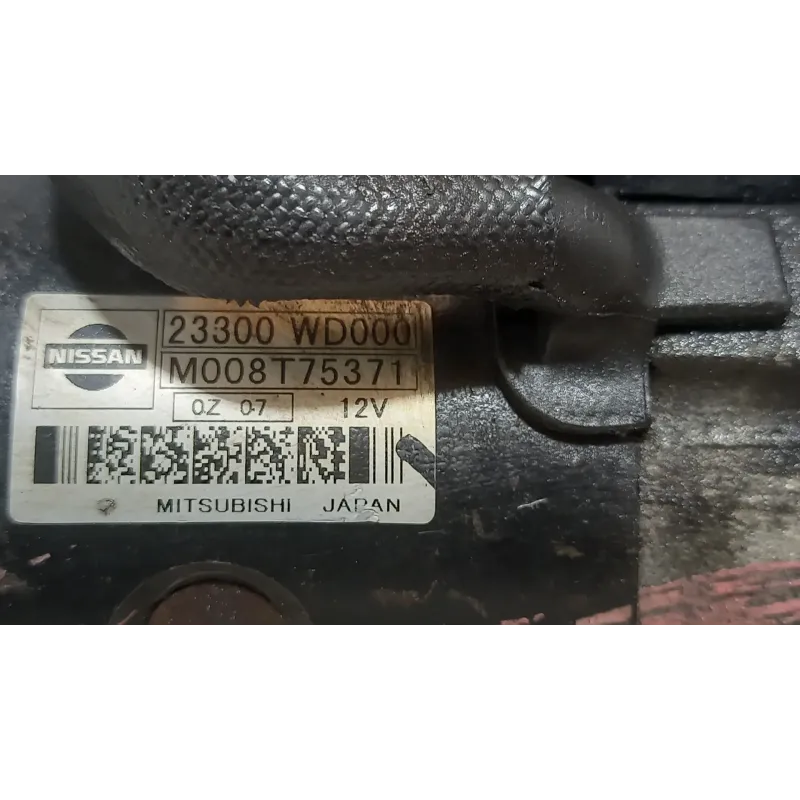 NISSAN
23300 WD000
M008T75371
0Z 07 12V
MITSUBISHI JAPAN